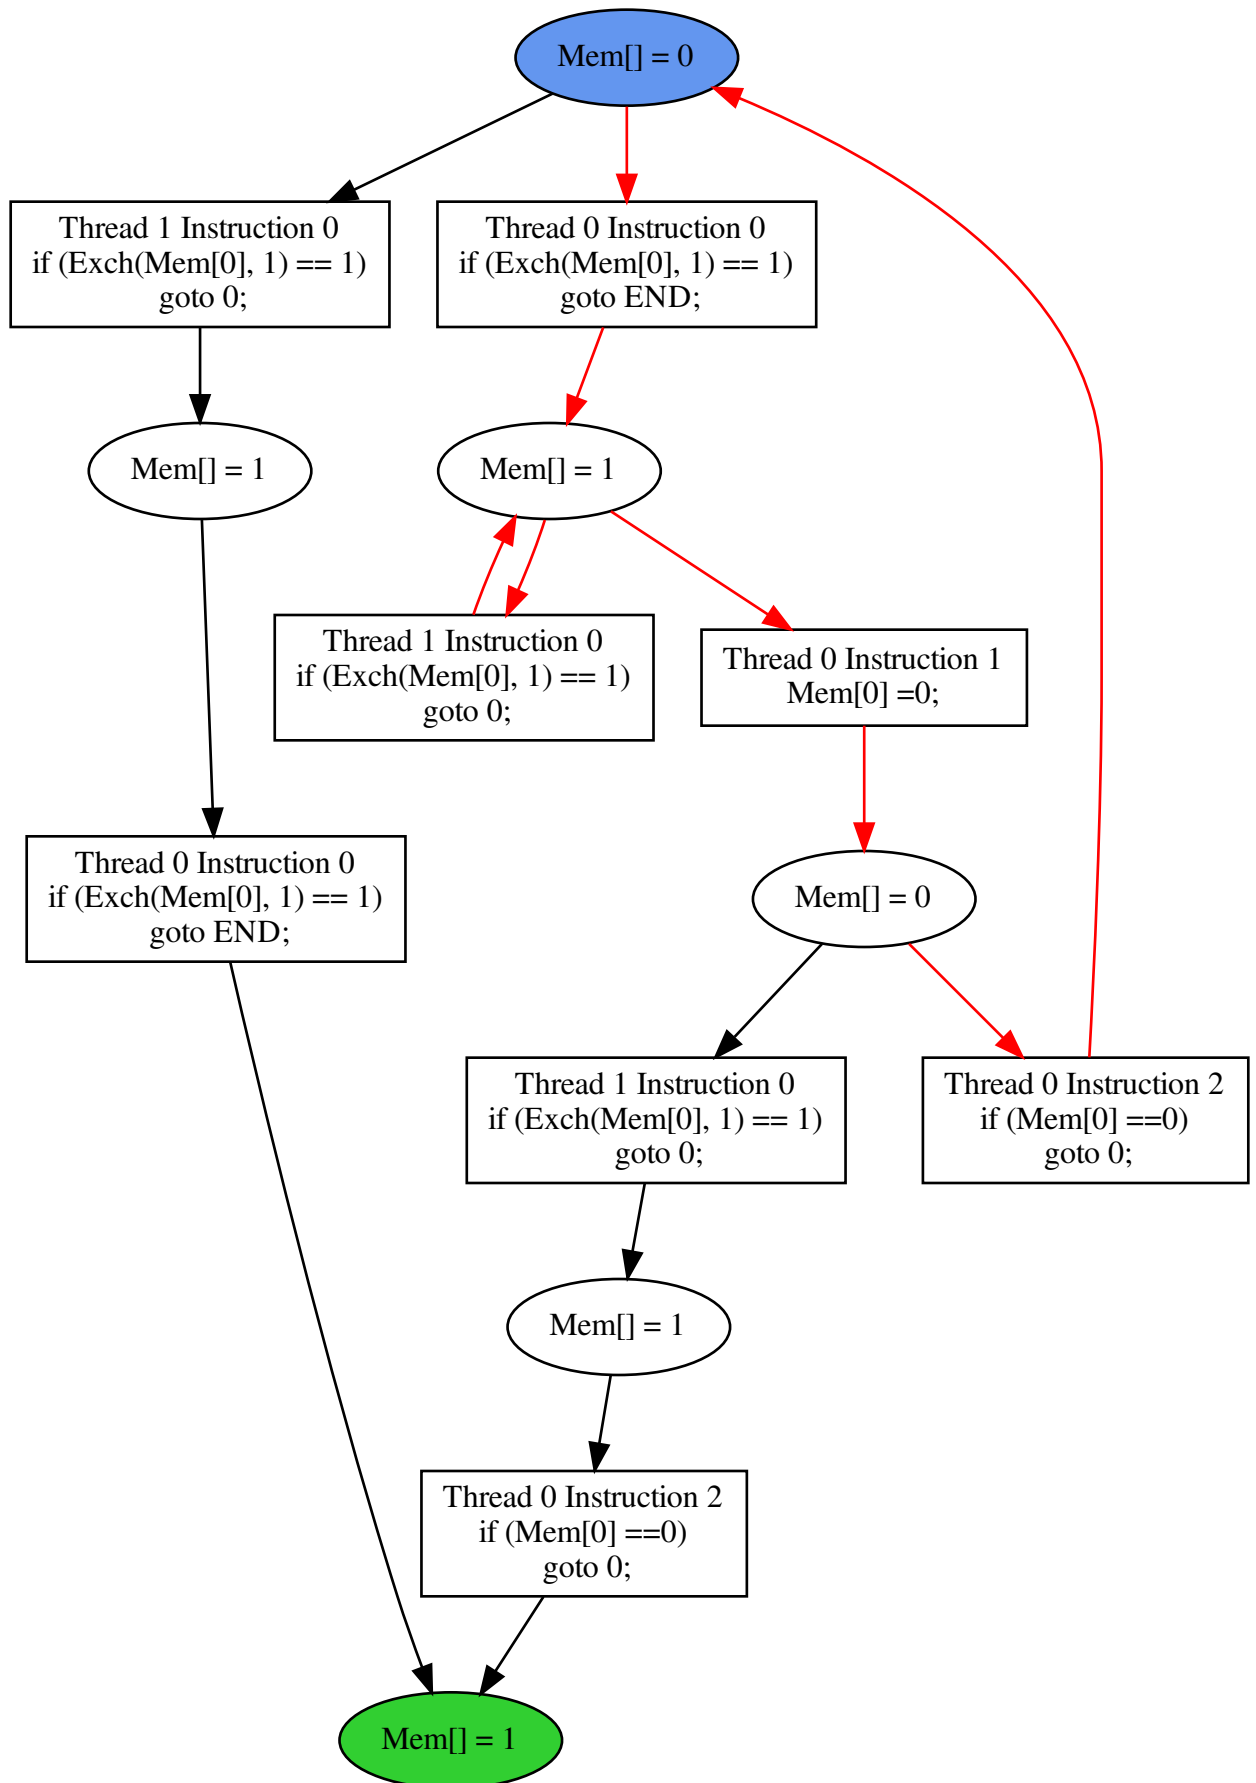 Mem[] = 0
Thread 1 Instruction 0
if (Exch(Mem[0], 1) == 1)
goto 0;
Thread 0 Instruction 0
if (Exch(Mem[0], 1) == 1)
goto END;
Mem[] = 1
Mem[] = 1
Thread 1 Instruction 0
if (Exch(Mem[0], 1) == 1)
goto 0;
Thread 0 Instruction 1
Mem[0] =0;
Thread 0 Instruction 0
if (Exch(Mem[0], 1) == 1)
goto END;
Mem[] = 0
Thread 1 Instruction 0
if (Exch(Mem[0], 1) == 1)
goto 0;
Thread 0 Instruction 2
if (Mem[0] ==0)
goto 0;
Mem[] = 1
Thread 0 Instruction 2
if (Mem[0] ==0)
goto 0;
Mem[] = 1